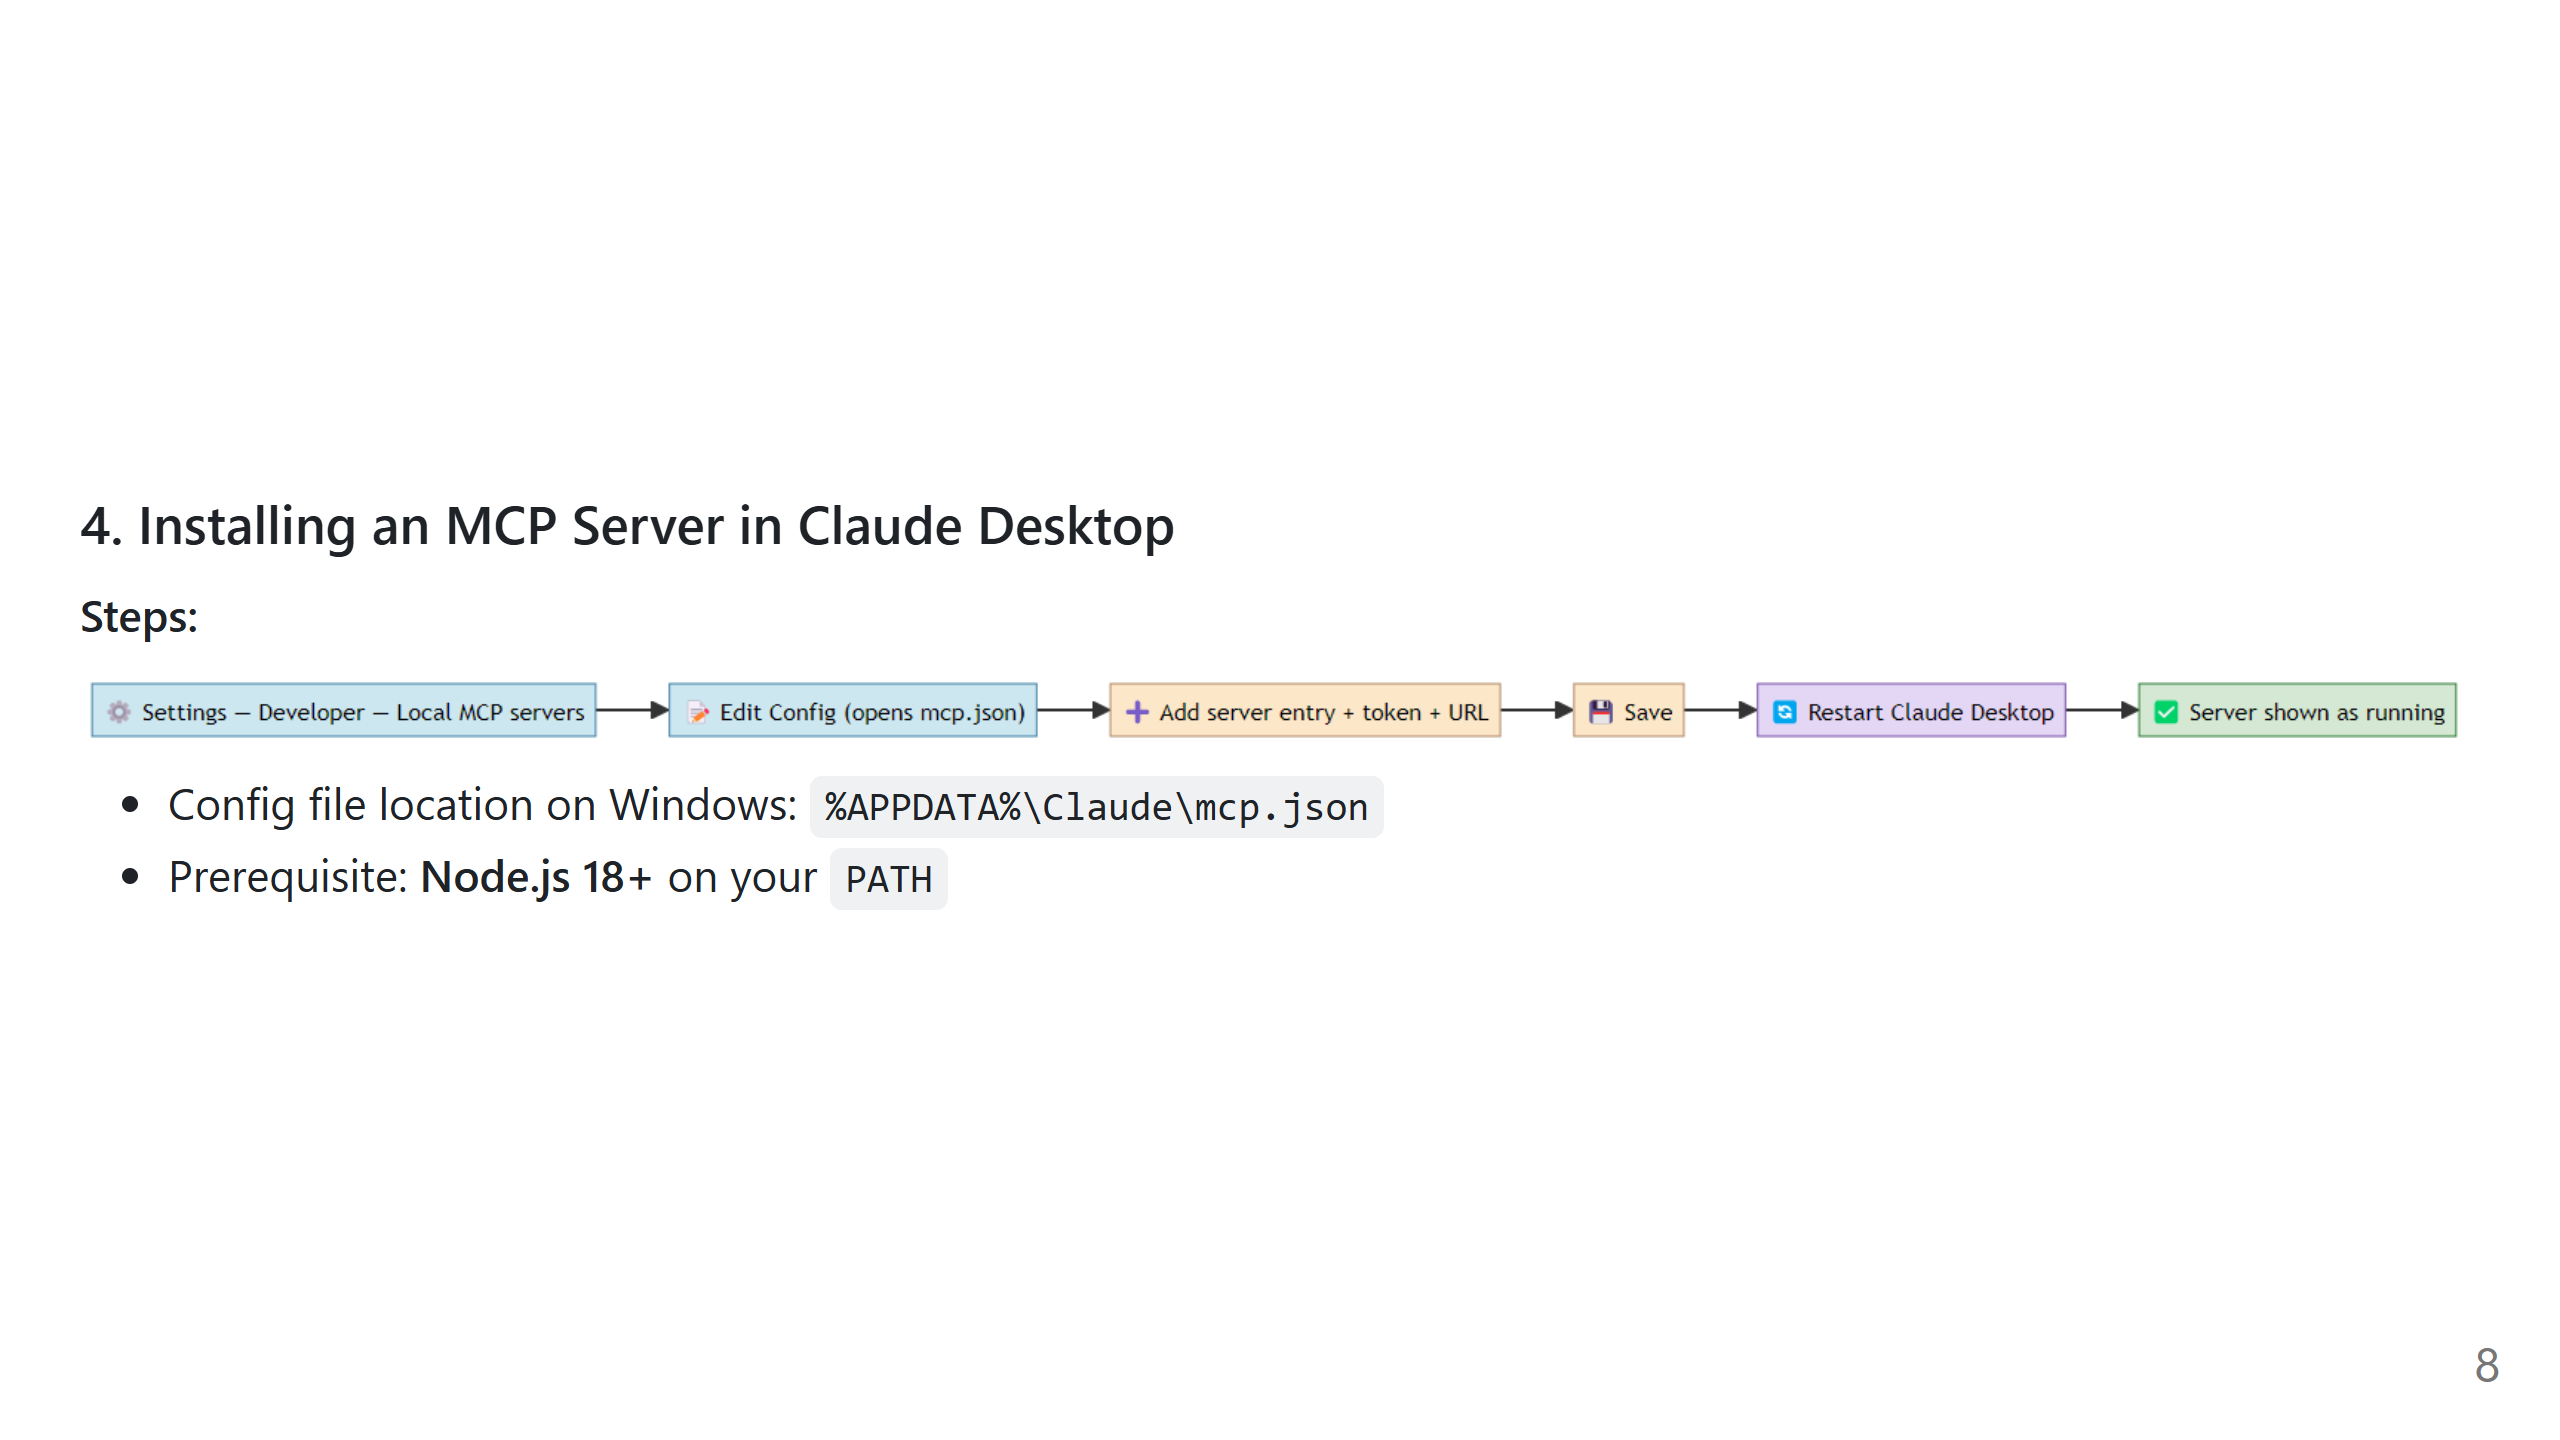 4. Installing an MCP Server in Claude Desktop
Steps:
⚙️ Settings — Developer — Local MCP servers
📝 Edit Config (opens mcp.json)
➕ Add server entry + token + URL
💾 Save
🔄 Restart Claude Desktop
✅ Server shown as running
• Config file location on Windows: %APPDATA%\Claude\mcp.json
• Prerequisite: Node.js 18+ on your PATH
8